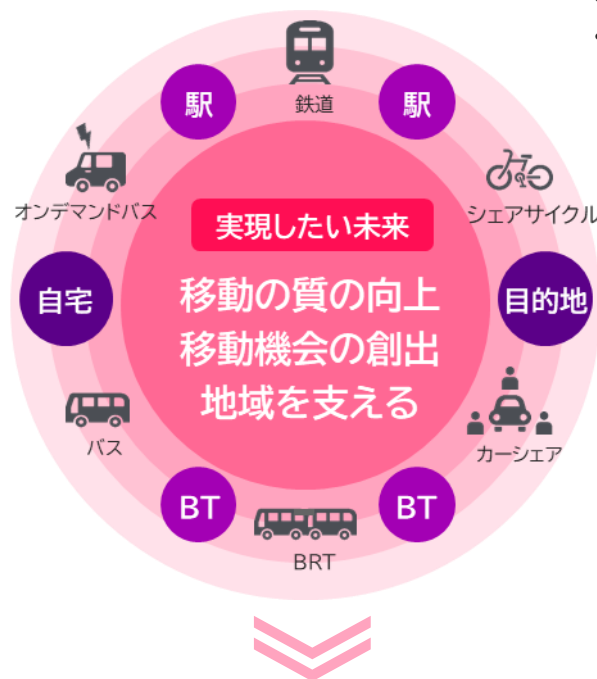 鉄道
駅
駅
オンデマンドバス
シェアサイクル
実現したい未来
自宅
移動の質の向上
移動機会の創出
地域を支える
目的地
バス
カーシェア
BT
BT
BRT